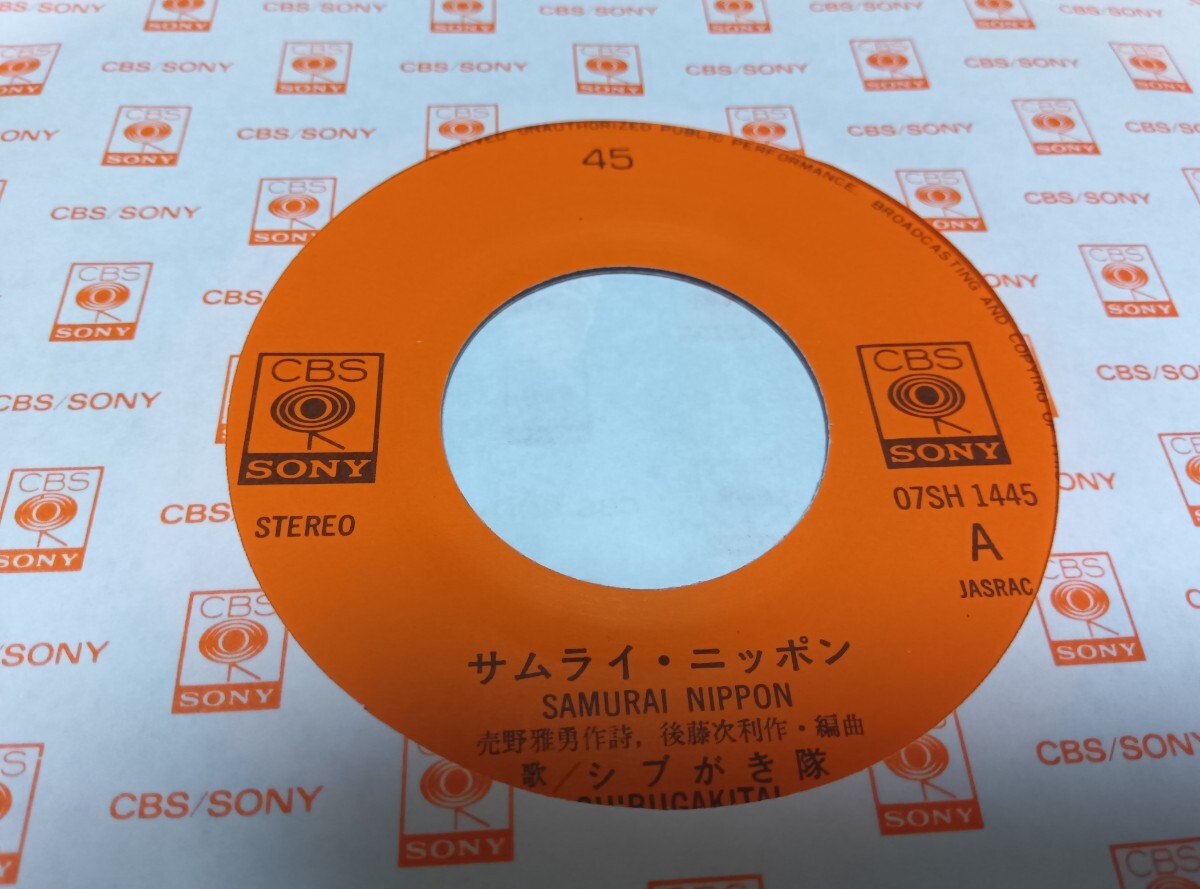 45
UNAUTHORIZED PUBLIC PERFORMANCE, BROADCASTING AND COPYING OF
CBS
SONY
CBS
SONY
STEREO
07SH 1445
A
JASRAC
サムライ・ニッポン
SAMURAI NIPPON
売野雅勇作詩, 後藤次利作・編曲
歌/シブがき隊
SHIBUGAKITAI
CBS/SONY